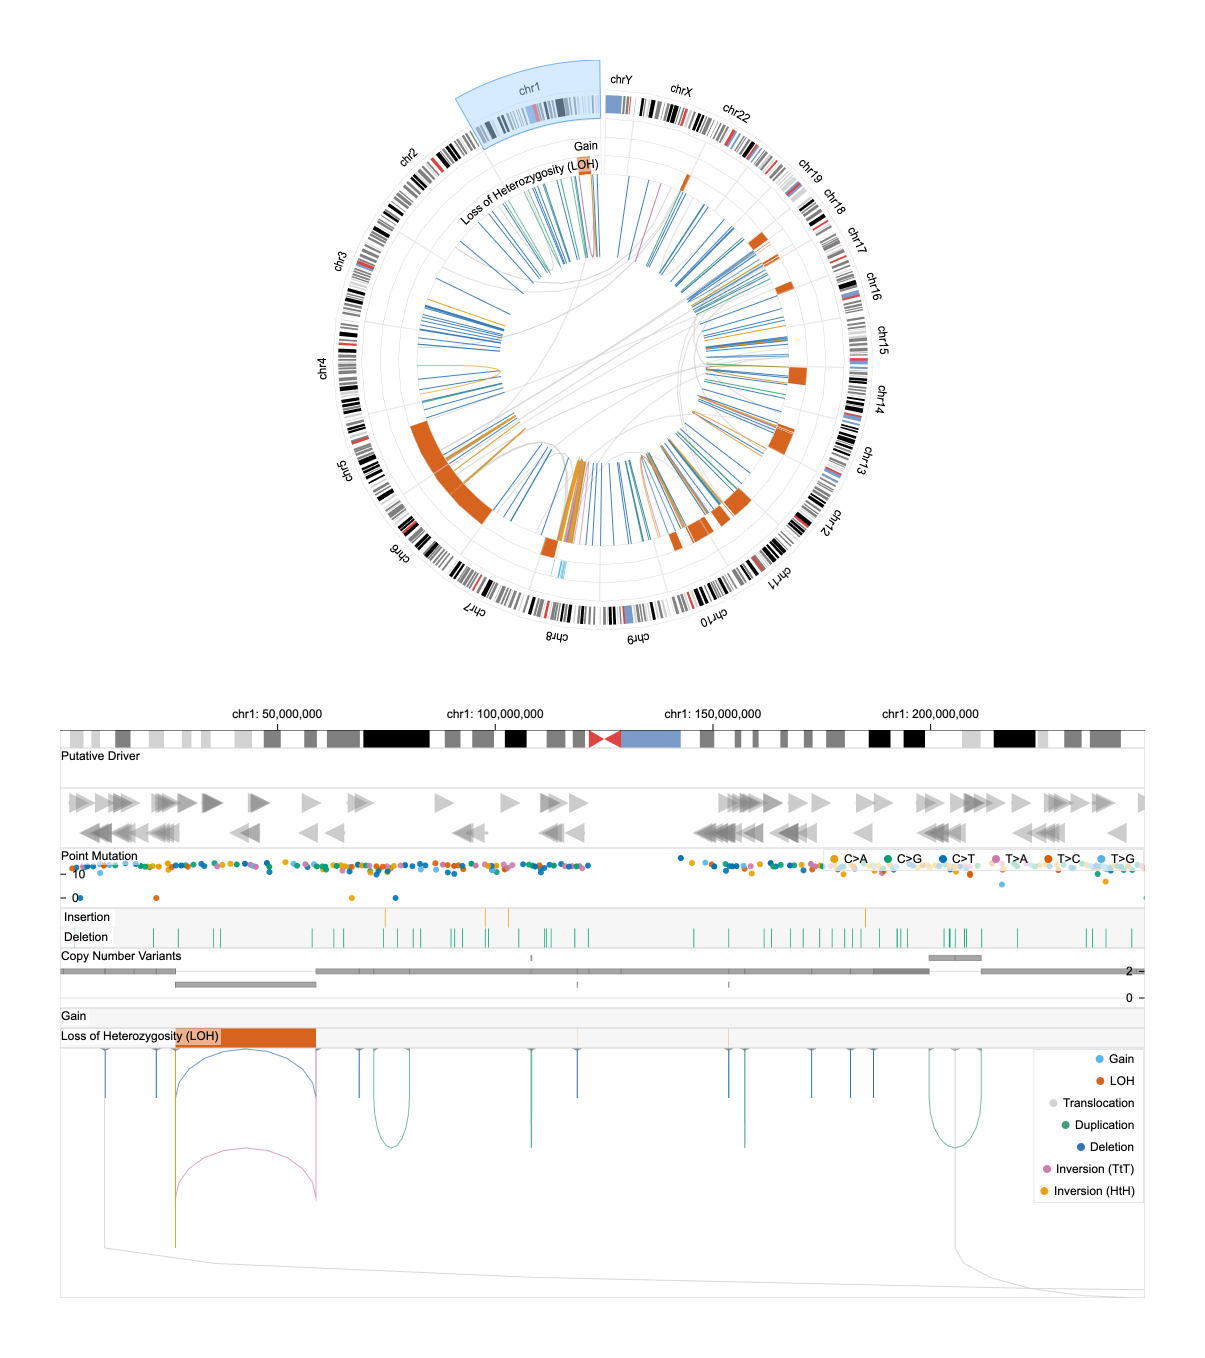 chr1
chrY
chrX
chr22
chr2
chr19
chr18
chr17
chr16
chr15
chr14
chr13
chr12
chr11
chr10
chr9
chr8
chr7
chr6
chr5
chr4
chr3
Gain
Loss of Heterozygosity (LOH)
chr1: 50,000,000 chr1: 100,000,000 chr1: 150,000,000 chr1: 200,000,000
Putative Driver
Point Mutation
C>A C>G C>T T>A T>C T>G
10
0
Insertion
Deletion
Copy Number Variants
2
0
Gain
Loss of Heterozygosity (LOH)
Gain
LOH
Translocation
Duplication
Deletion
Inversion (TtT)
Inversion (HtH)